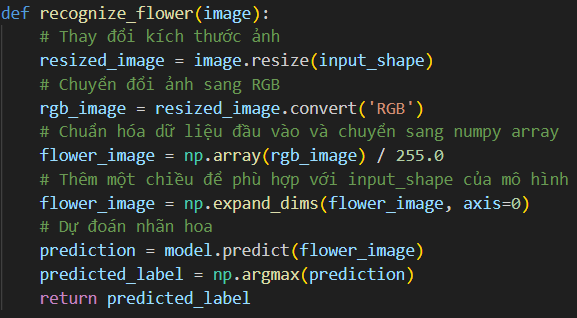 def recognize_flower(image):
    # Thay đổi kích thước ảnh
    resized_image = image.resize(input_shape)
    # Chuyển đổi ảnh sang RGB
    rgb_image = resized_image.convert('RGB')
    # Chuẩn hóa dữ liệu đầu vào và chuyển sang numpy array
    flower_image = np.array(rgb_image) / 255.0
    # Thêm một chiều để phù hợp với input_shape của mô hình
    flower_image = np.expand_dims(flower_image, axis=0)
    # Dự đoán nhãn hoa
    prediction = model.predict(flower_image)
    predicted_label = np.argmax(prediction)
    return predicted_label